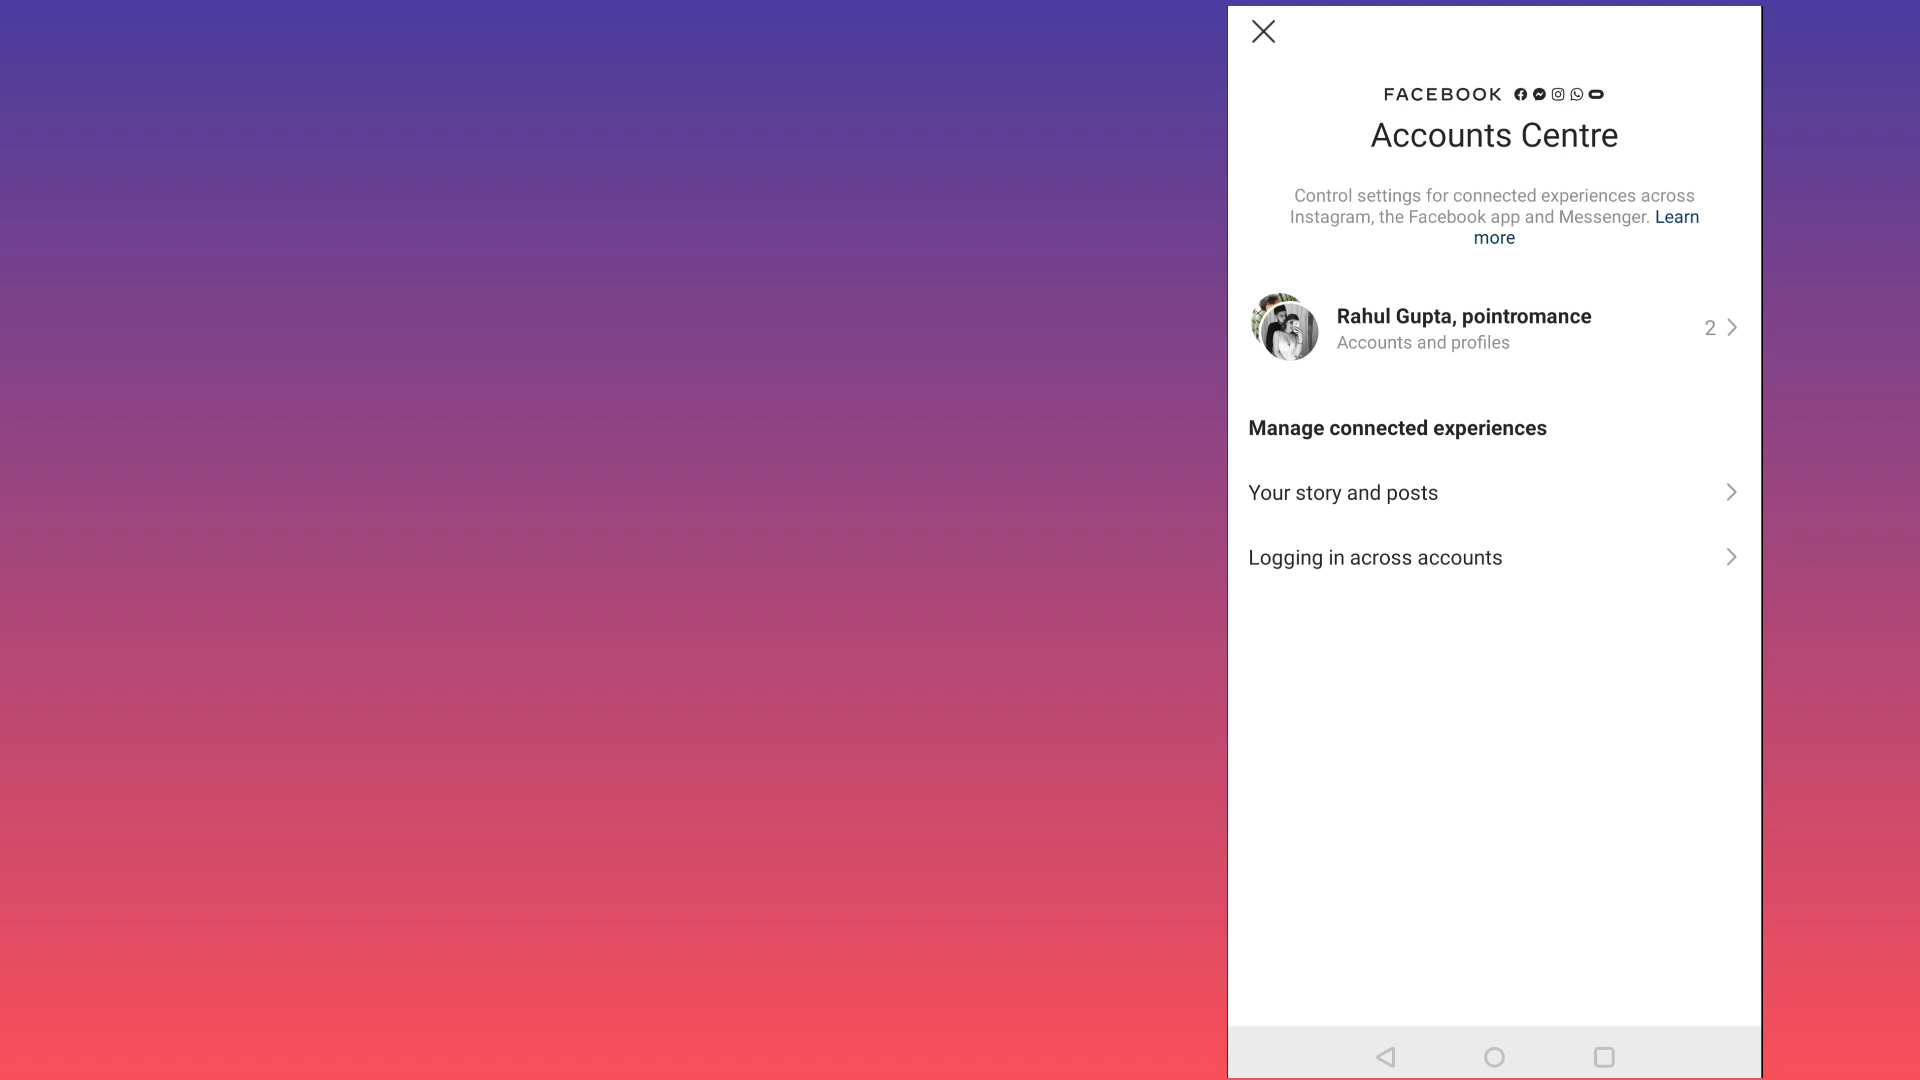 FACEBOOK
Accounts Centre
Control settings for connected experiences across
Instagram, the Facebook app and Messenger. Learn
more
Rahul Gupta, pointromance
Accounts and profiles
2
Manage connected experiences
Your story and posts
Logging in across accounts